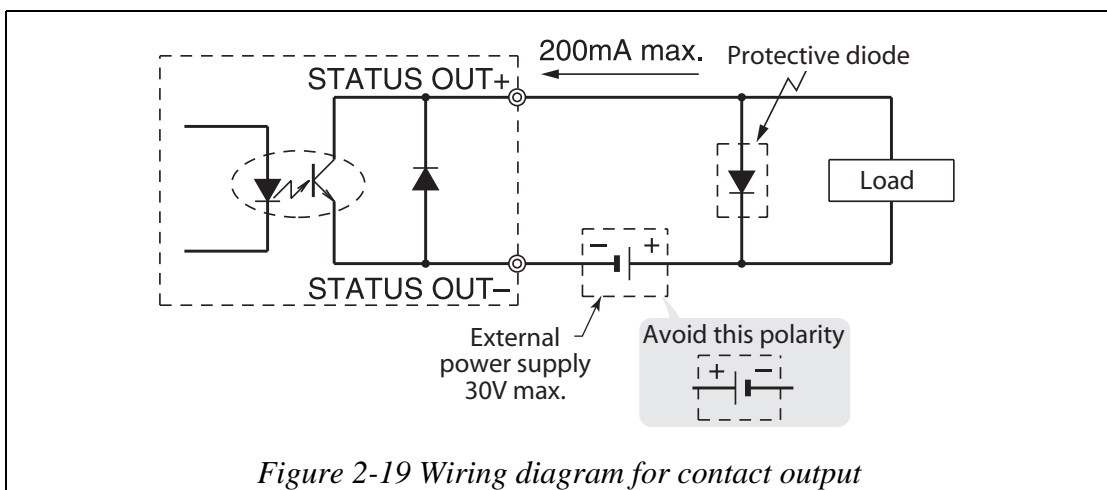 200mA max.
Protective diode
STATUS OUT+
Load
− +
STATUS OUT−
External
power supply
30V max.
Avoid this polarity
+ −
Figure 2-19 Wiring diagram for contact output